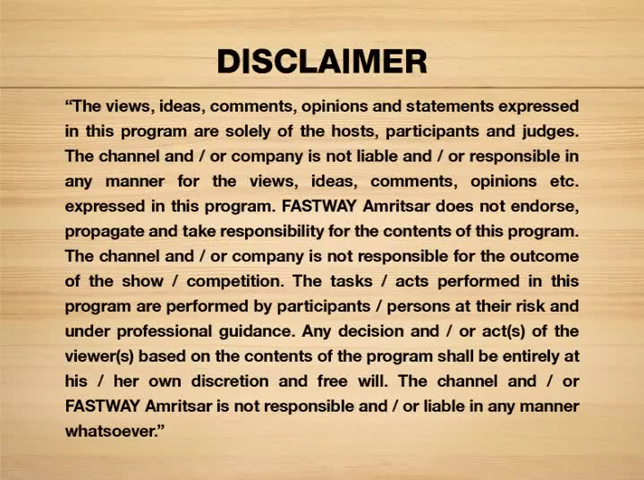 DISCLAIMER
“The views, ideas, comments, opinions and statements expressed
in this program are solely of the hosts, participants and judges.
The channel and / or company is not liable and / or responsible in
any manner for the views, ideas, comments, opinions etc.
expressed in this program. FASTWAY Amritsar does not endorse,
propagate and take responsibility for the contents of this program.
The channel and / or company is not responsible for the outcome
of the show / competition. The tasks / acts performed in this
program are performed by participants / persons at their risk and
under professional guidance. Any decision and / or act(s) of the
viewer(s) based on the contents of the program shall be entirely at
his / her own discretion and free will. The channel and / or
FASTWAY Amritsar is not responsible and / or liable in any manner
whatsoever.”